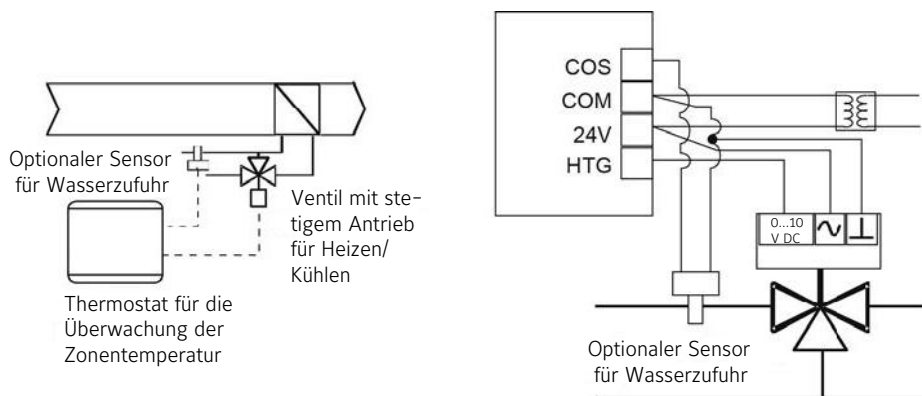 Optionaler Sensor
für Wasserzufuhr
Ventil mit ste-
tigem Antrieb
für Heizen/
Kühlen
Thermostat für die
Überwachung der
Zonentemperatur
COS
COM
24V
HTG
0...10
V DC
Optionaler Sensor
für Wasserzufuhr